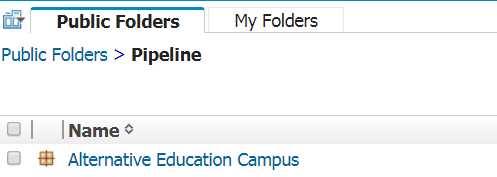 Public Folders My Folders
Public Folders > Pipeline
Name
Alternative Education Campus